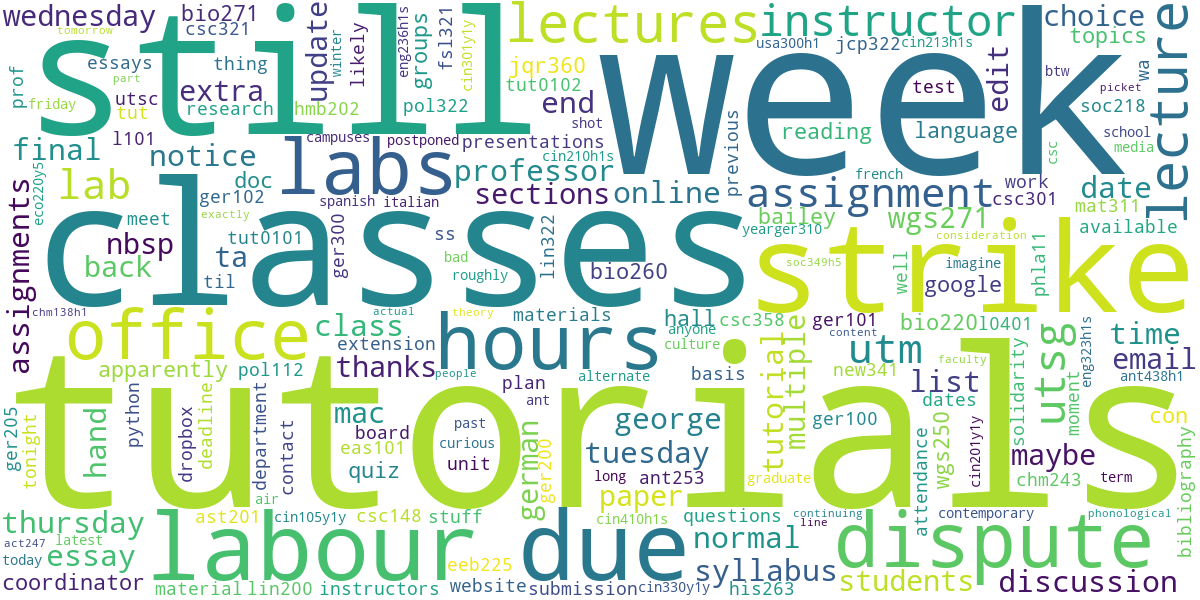 wednesday
bio271
tomorrow
csc321
still
lectures
instructor
choice
topics
lecture
prof
essays
thing
update
winter
likely
eng236h1s
groups
fsl321
cin301y1y
jqr360
usa300h1
jcp322
cin213h1s
week
edit
btw
wa
part
friday
utsc
tut
extra
research
hmb202
pol322
tut0102
end
shot
test
picket
soc218
l101
campuses
postponed
presentations
previous
reading
language
school
media
csc
final
eco220y5l
notice
labs
professor
cin210h1s
french
lab
doc
ger102
spanish
italian
sections
online
assignment
work
csc301
date
mat311
classes
assignments
meet
exactly
nbsp
back
ta
til
tut0101
ger300
ss
bad
roughly
lin322
bio260
bailey
yearger310
wgs271
consideration
available
strike
soc349h5
well
imagine
google
phlall
chm138h1
actual
theory
materials
hall
anyone
culture
csc358
ger101
content
bio220
l0401
time
office
class
extension
hours
tutorial
multiple
utm
utsg
eng323h1s
email
apparently
pol112
thanks
people
plan
ant
alternate
basis
new341
faculty
list
solidarity
moment
ant438h1
tutorials
ger205
tonight
hand
python
dropbox
deadline
department
contact
air
mac
board
eas101
quiz
past
curious
unit
german
ger200
george
tuesday
long
ant253
paper
graduate
ger100
dates
attendance
wgs250
cin201y1y
maybe
chm243
term
con
bibliography
thursday
act247
latest
today
essay
coordinator
labour
ast201
cin105y1y
csc148
stuff
due
cin410h1s
questions
continuing
line
normal
dispute
contemporary
phonological
material
lin200
instructors
eeb225
website
submission
cin330y1y
syllabus
his263
students
discussion